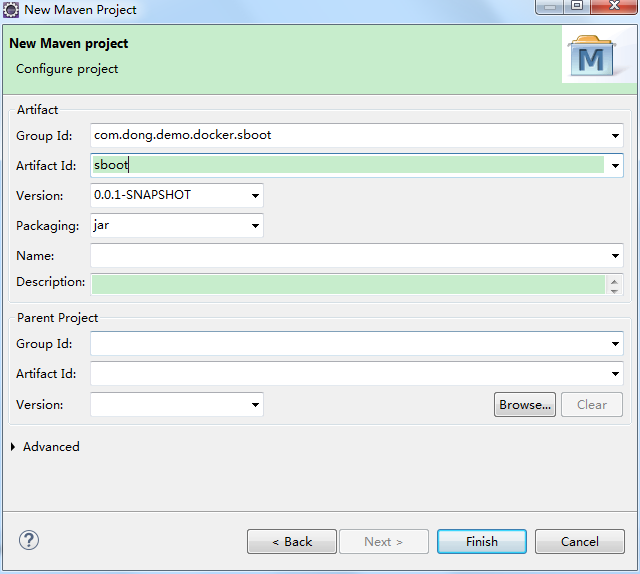 New Maven Project
New Maven project
Configure project
M
Artifact
Group Id: com.dong.demo.docker.sboot
Artifact Id: sboot
Version: 0.0.1-SNAPSHOT
Packaging: jar
Name:
Description:
Parent Project
Group Id:
Artifact Id:
Version: Browse... Clear
Advanced
? < Back Next > Finish Cancel